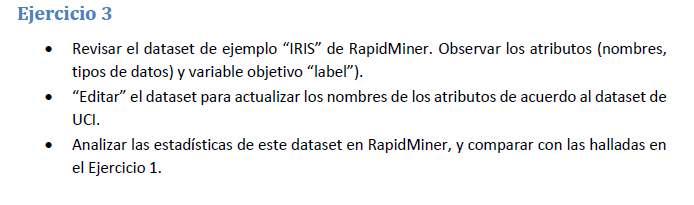 Ejercicio 3
• Revisar el dataset de ejemplo “IRIS” de RapidMiner. Observar los atributos (nombres,
tipos de datos) y variable objetivo “label”).
• “Editar” el dataset para actualizar los nombres de los atributos de acuerdo al dataset de
UCI.
• Analizar las estadísticas de este dataset en RapidMiner, y comparar con las halladas en
el Ejercicio 1.